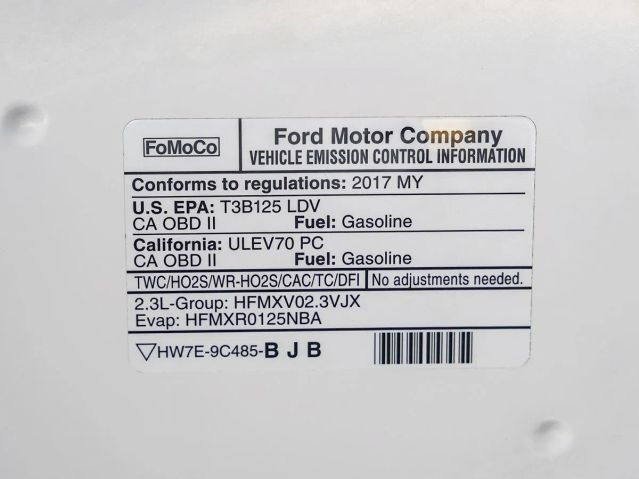 FoMoCo
Ford Motor Company
VEHICLE EMISSION CONTROL INFORMATION
Conforms to regulations: 2017 MY
U.S. EPA: T3B125 LDV
CA OBD II Fuel: Gasoline
California: ULEV70 PC
CA OBD II Fuel: Gasoline
TWC/HO2S/WR-HO2S/CAC/TC/DFI No adjustments needed.
2.3L-Group: HFMXV02.3VJX
Evap: HFMXR0125NBA
▽HW7E-9C485-B J B